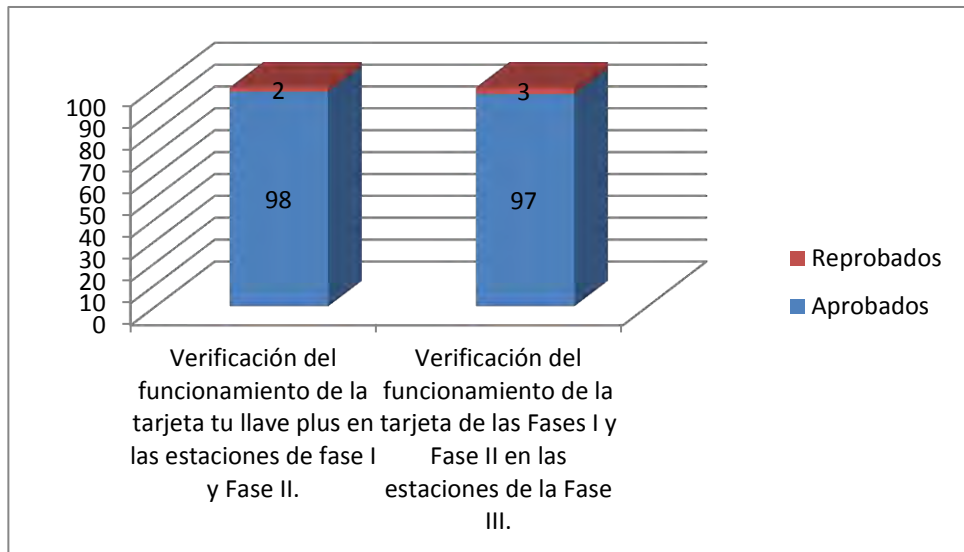 2
3
100
90
80
70
60
50
40
30
20
10
0
98
97
Reprobados
Aprobados
Verificación del
funcionamiento de la
tarjeta tu llave plus en
las estaciones de fase I
y Fase II.
Verificación del
funcionamiento de la
tarjeta de las Fases I y
Fase II en las
estaciones de la Fase
III.